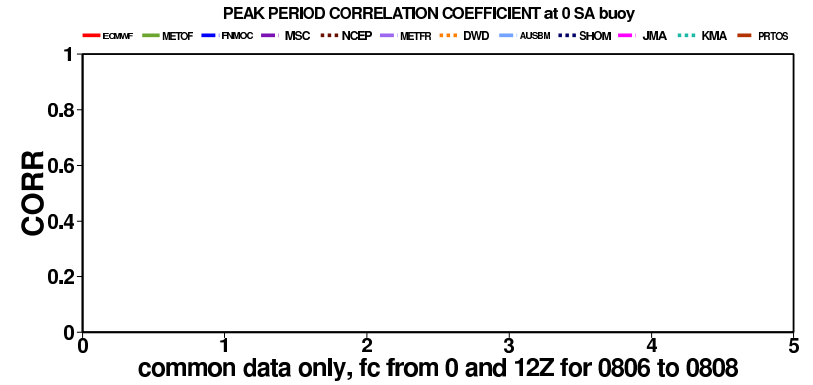 PEAK PERIOD CORRELATION COEFFICIENT at 0 SA buoy
ECMWF METOF FNMOC MSC NCEP METFR DWD AUSBM SHOM JMA KMA PRTOS
1
0.8
0.6
0.4
0.2
0
CORR
0 1 2 3 4 5
common data only, fc from 0 and 12Z for 0806 to 0808